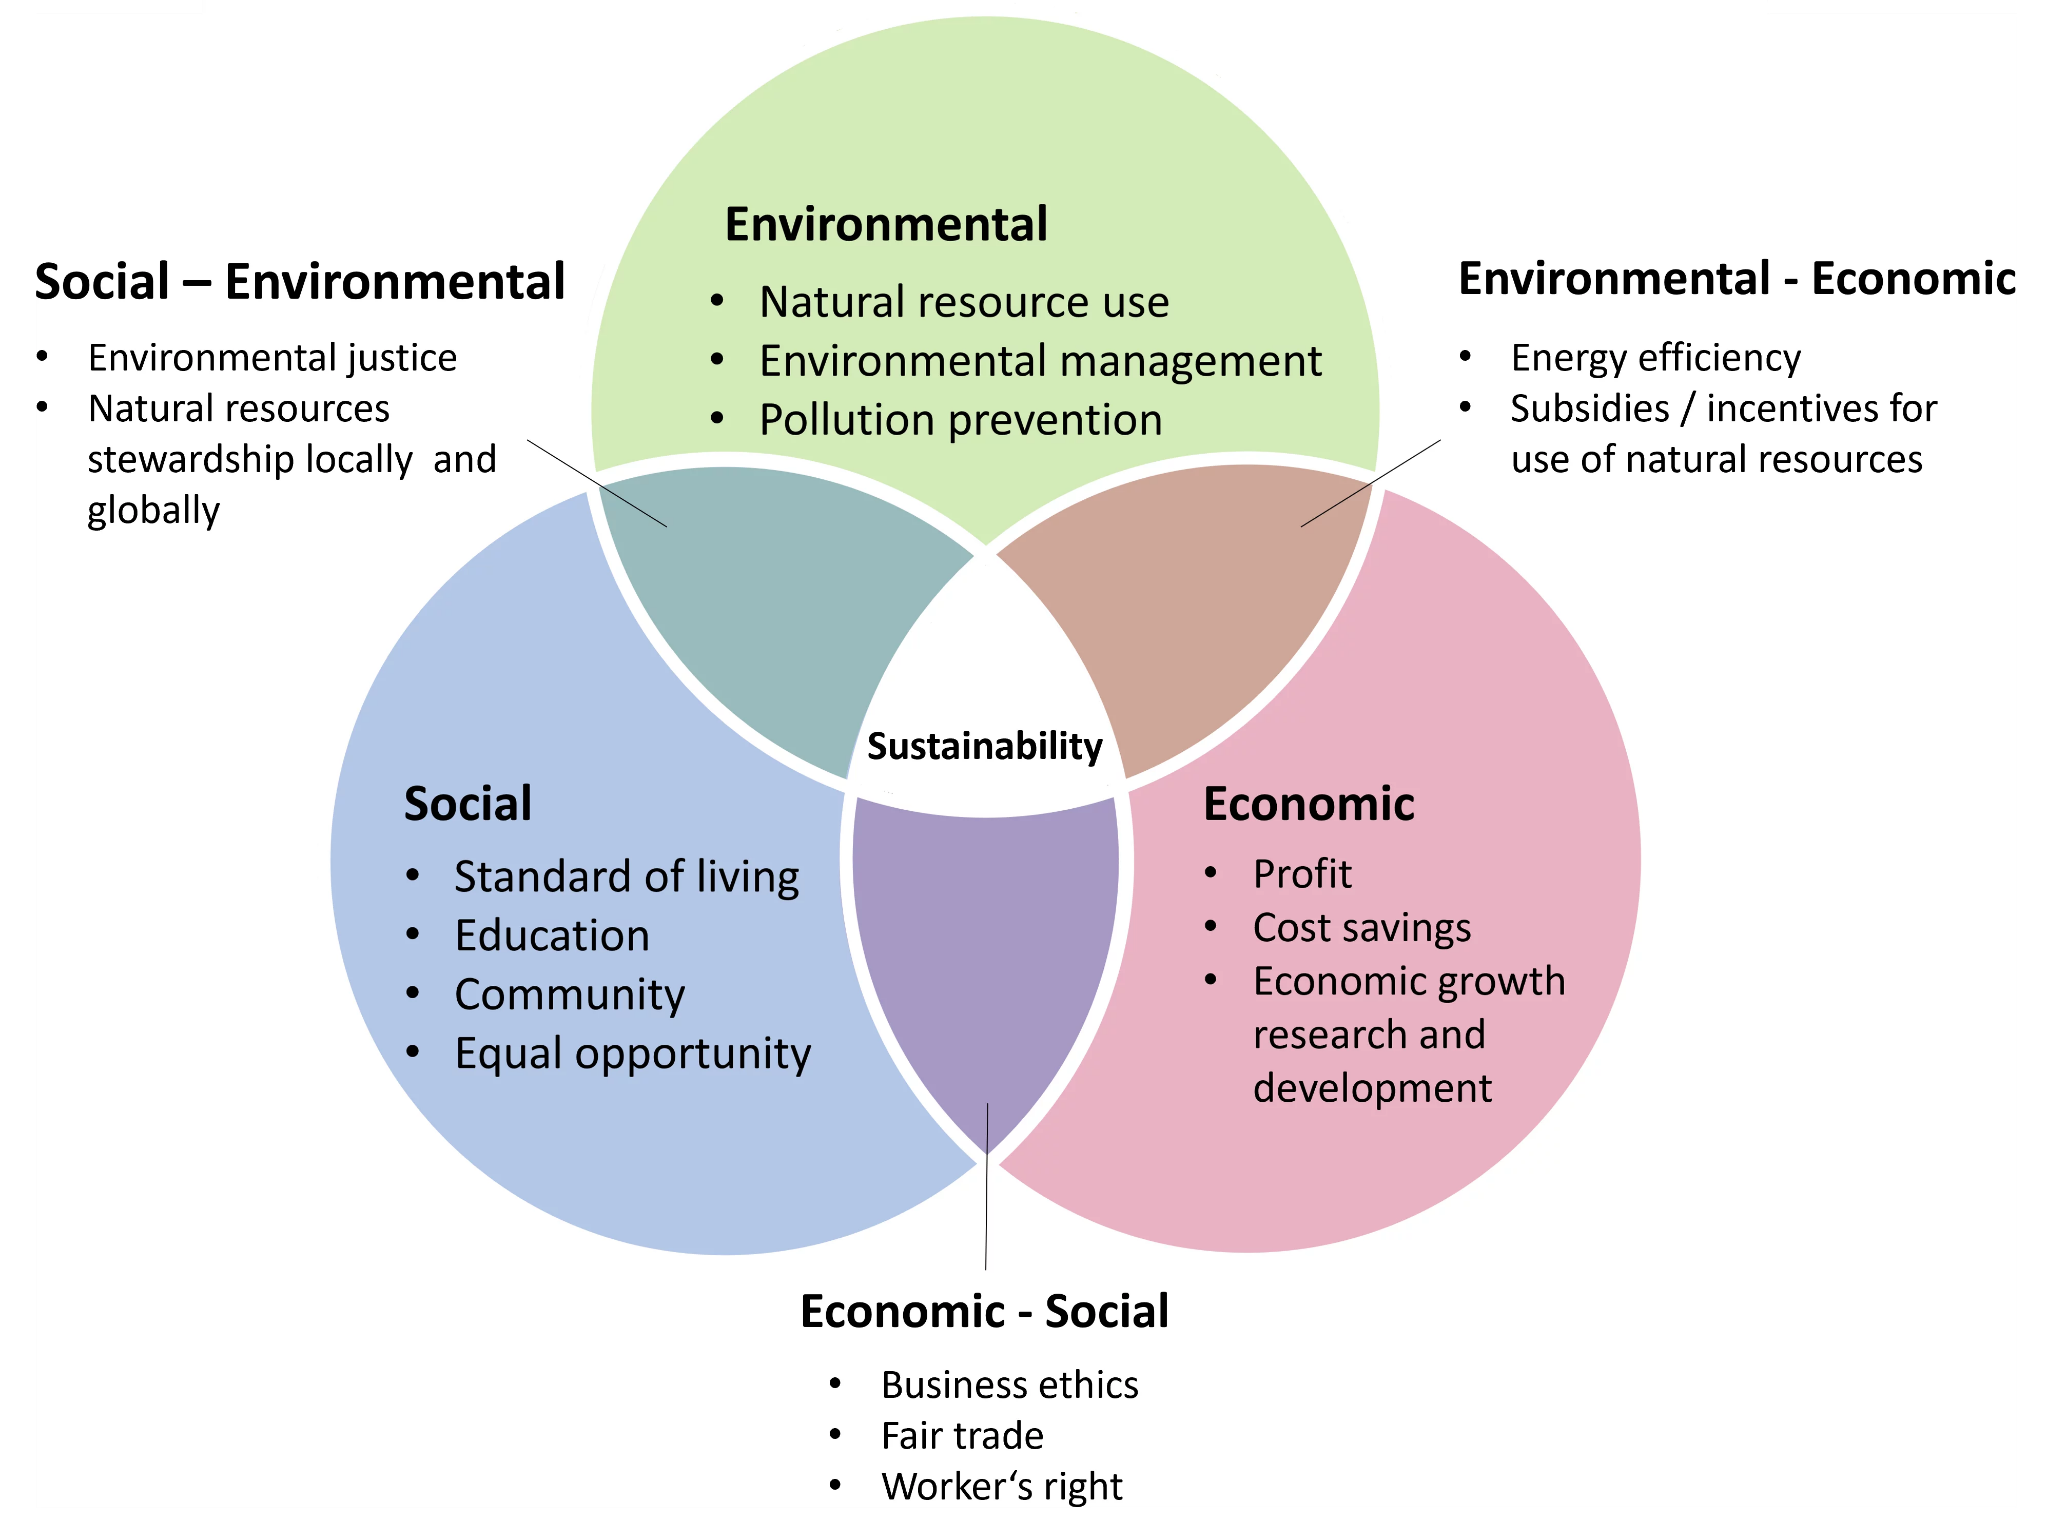 Environmental
• Natural resource use
• Environmental management
• Pollution prevention
Social – Environmental
• Environmental justice
• Natural resources
stewardship locally and
globally
Environmental - Economic
• Energy efficiency
• Subsidies / incentives for
use of natural resources
Sustainability
Social
• Standard of living
• Education
• Community
• Equal opportunity
Economic
• Profit
• Cost savings
• Economic growth
research and
development
Economic - Social
• Business ethics
• Fair trade
• Worker‘s right